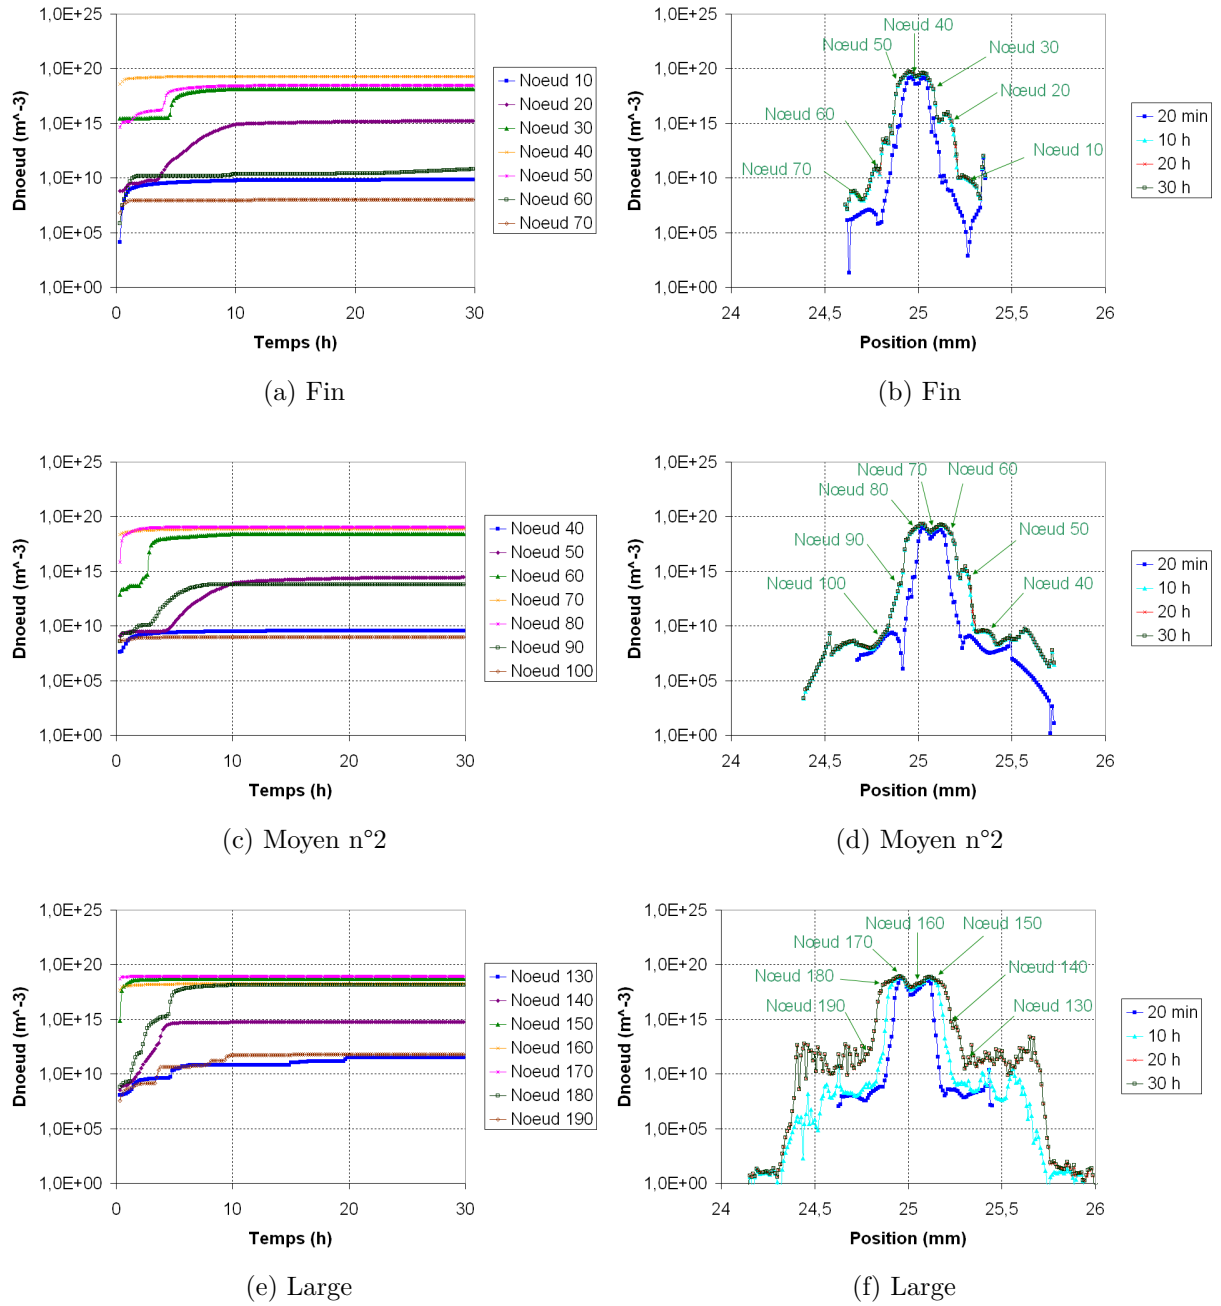 1,0E+25
1,0E+20
1,0E+15
1,0E+10
1,0E+05
1,0E+00
Dnoeud (m^-3)
0
10
20
30
Temps (h)
Noeud 10
Noeud 20
Noeud 30
Noeud 40
Noeud 50
Noeud 60
Noeud 70
(a) Fin
1,0E+25
1,0E+20
1,0E+15
1,0E+10
1,0E+05
1,0E+00
Dnoeud (m^-3)
24
24,5
25
25,5
26
Position (mm)
Nœud 40
Nœud 50
Nœud 30
Nœud 20
Nœud 60
Nœud 10
Nœud 70
20 min
10 h
20 h
30 h
(b) Fin
1,0E+25
1,0E+20
1,0E+15
1,0E+10
1,0E+05
1,0E+00
Dnoeud (m^-3)
0
10
20
30
Temps (h)
Noeud 40
Noeud 50
Noeud 60
Noeud 70
Noeud 80
Noeud 90
Noeud 100
(c) Moyen n°2
1,0E+25
1,0E+20
1,0E+15
1,0E+10
1,0E+05
1,0E+00
Dnoeud (m^-3)
24
24,5
25
25,5
26
Position (mm)
Nœud 70
Nœud 60
Nœud 80
Nœud 50
Nœud 90
Nœud 100
Nœud 40
20 min
10 h
20 h
30 h
(d) Moyen n°2
1,0E+25
1,0E+20
1,0E+15
1,0E+10
1,0E+05
1,0E+00
Dnoeud (m^-3)
0
10
20
30
Temps (h)
Noeud 130
Noeud 140
Noeud 150
Noeud 160
Noeud 170
Noeud 180
Noeud 190
(e) Large
1,0E+25
1,0E+20
1,0E+15
1,0E+10
1,0E+05
1,0E+00
Dnoeud (m^-3)
24
24,5
25
25,5
26
Position (mm)
Nœud 160
Nœud 150
Nœud 170
Nœud 140
Nœud 180
Nœud 190
Nœud 130
20 min
10 h
20 h
30 h
(f) Large